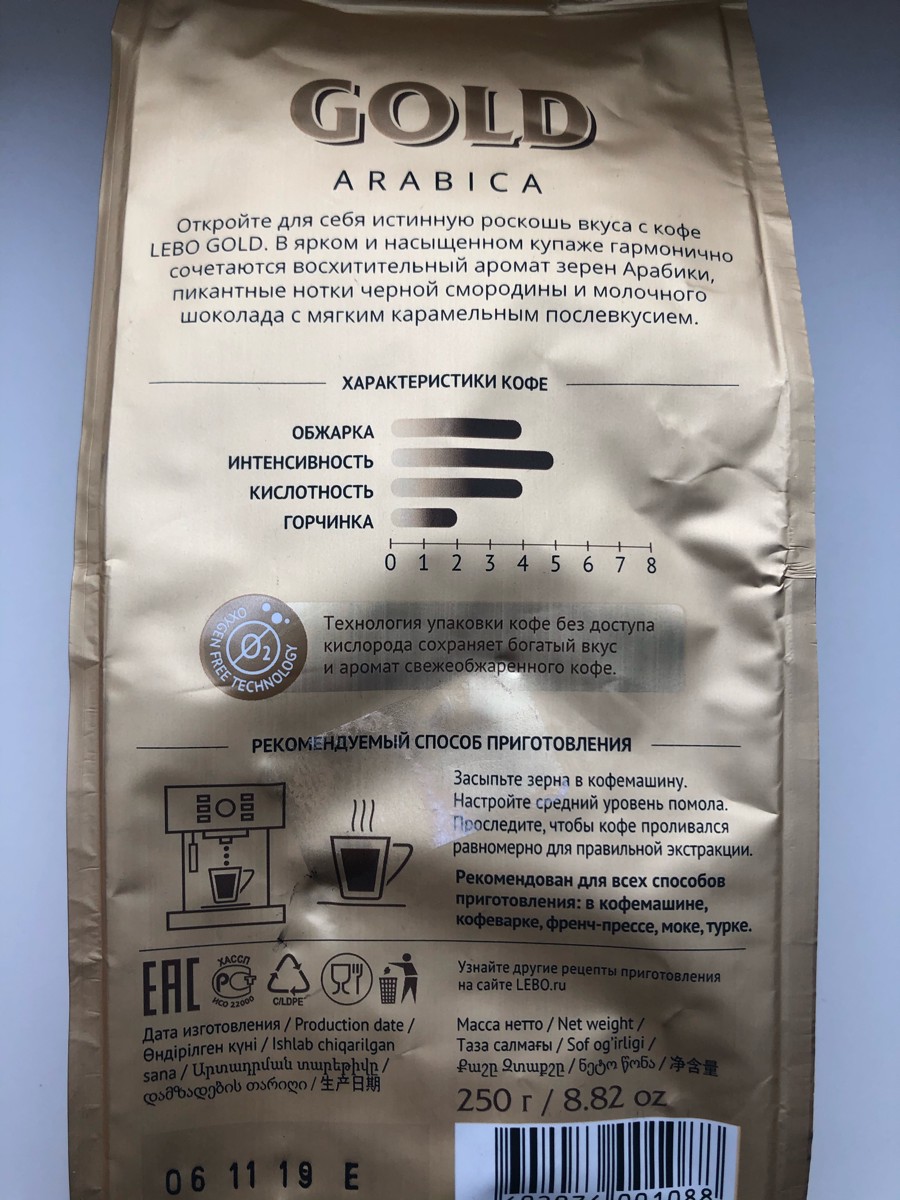 GOLD
ARABICA
Откройте для себя истинную роскошь вкуса с кофе
LEBO GOLD. В ярком и насыщенном купаже гармонично
сочетаются восхитительный аромат зерен Арабики,
пикантные нотки черной смородины и молочного
шоколада с мягким карамельным послевкусием.
ХАРАКТЕРИСТИКИ КОФЕ
ОБЖАРКА
ИНТЕНСИВНОСТЬ
КИСЛОТНОСТЬ
ГОРЧИНКА
0 1 2 3 4 5 6 7 8
OXYGEN FREE TECHNOLOGY
O2
Технология упаковки кофе без доступа
кислорода сохраняет богатый вкус
и аромат свежеобжаренного кофе.
РЕКОМЕНДУЕМЫЙ СПОСОБ ПРИГОТОВЛЕНИЯ
Засыпьте зерна в кофемашину.
Настройте средний уровень помола.
Проследите, чтобы кофе проливался
равномерно для правильной экстракции.
Рекомендован для всех способов
приготовления: в кофемашине,
кофеварке, френч-прессе, моке, турке.
EAC
ХАССП
РСТ
ИСО 22000
C/LDPE
Узнайте другие рецепты приготовления
на сайте LEBO.ru
Дата изготовления / Production date /
Өндірілген күні / Ishlab chiqarilgan
sana / Արտադրման տարեթիվը /
დამზადების თარიღი / 生产日期
Масса нетто / Net weight /
Таза салмағы / Sof og'irligi /
Քաշը Զտաքշը / ნეტო წონა / 净含量
250 г / 8.82 oz
06 11 19 E